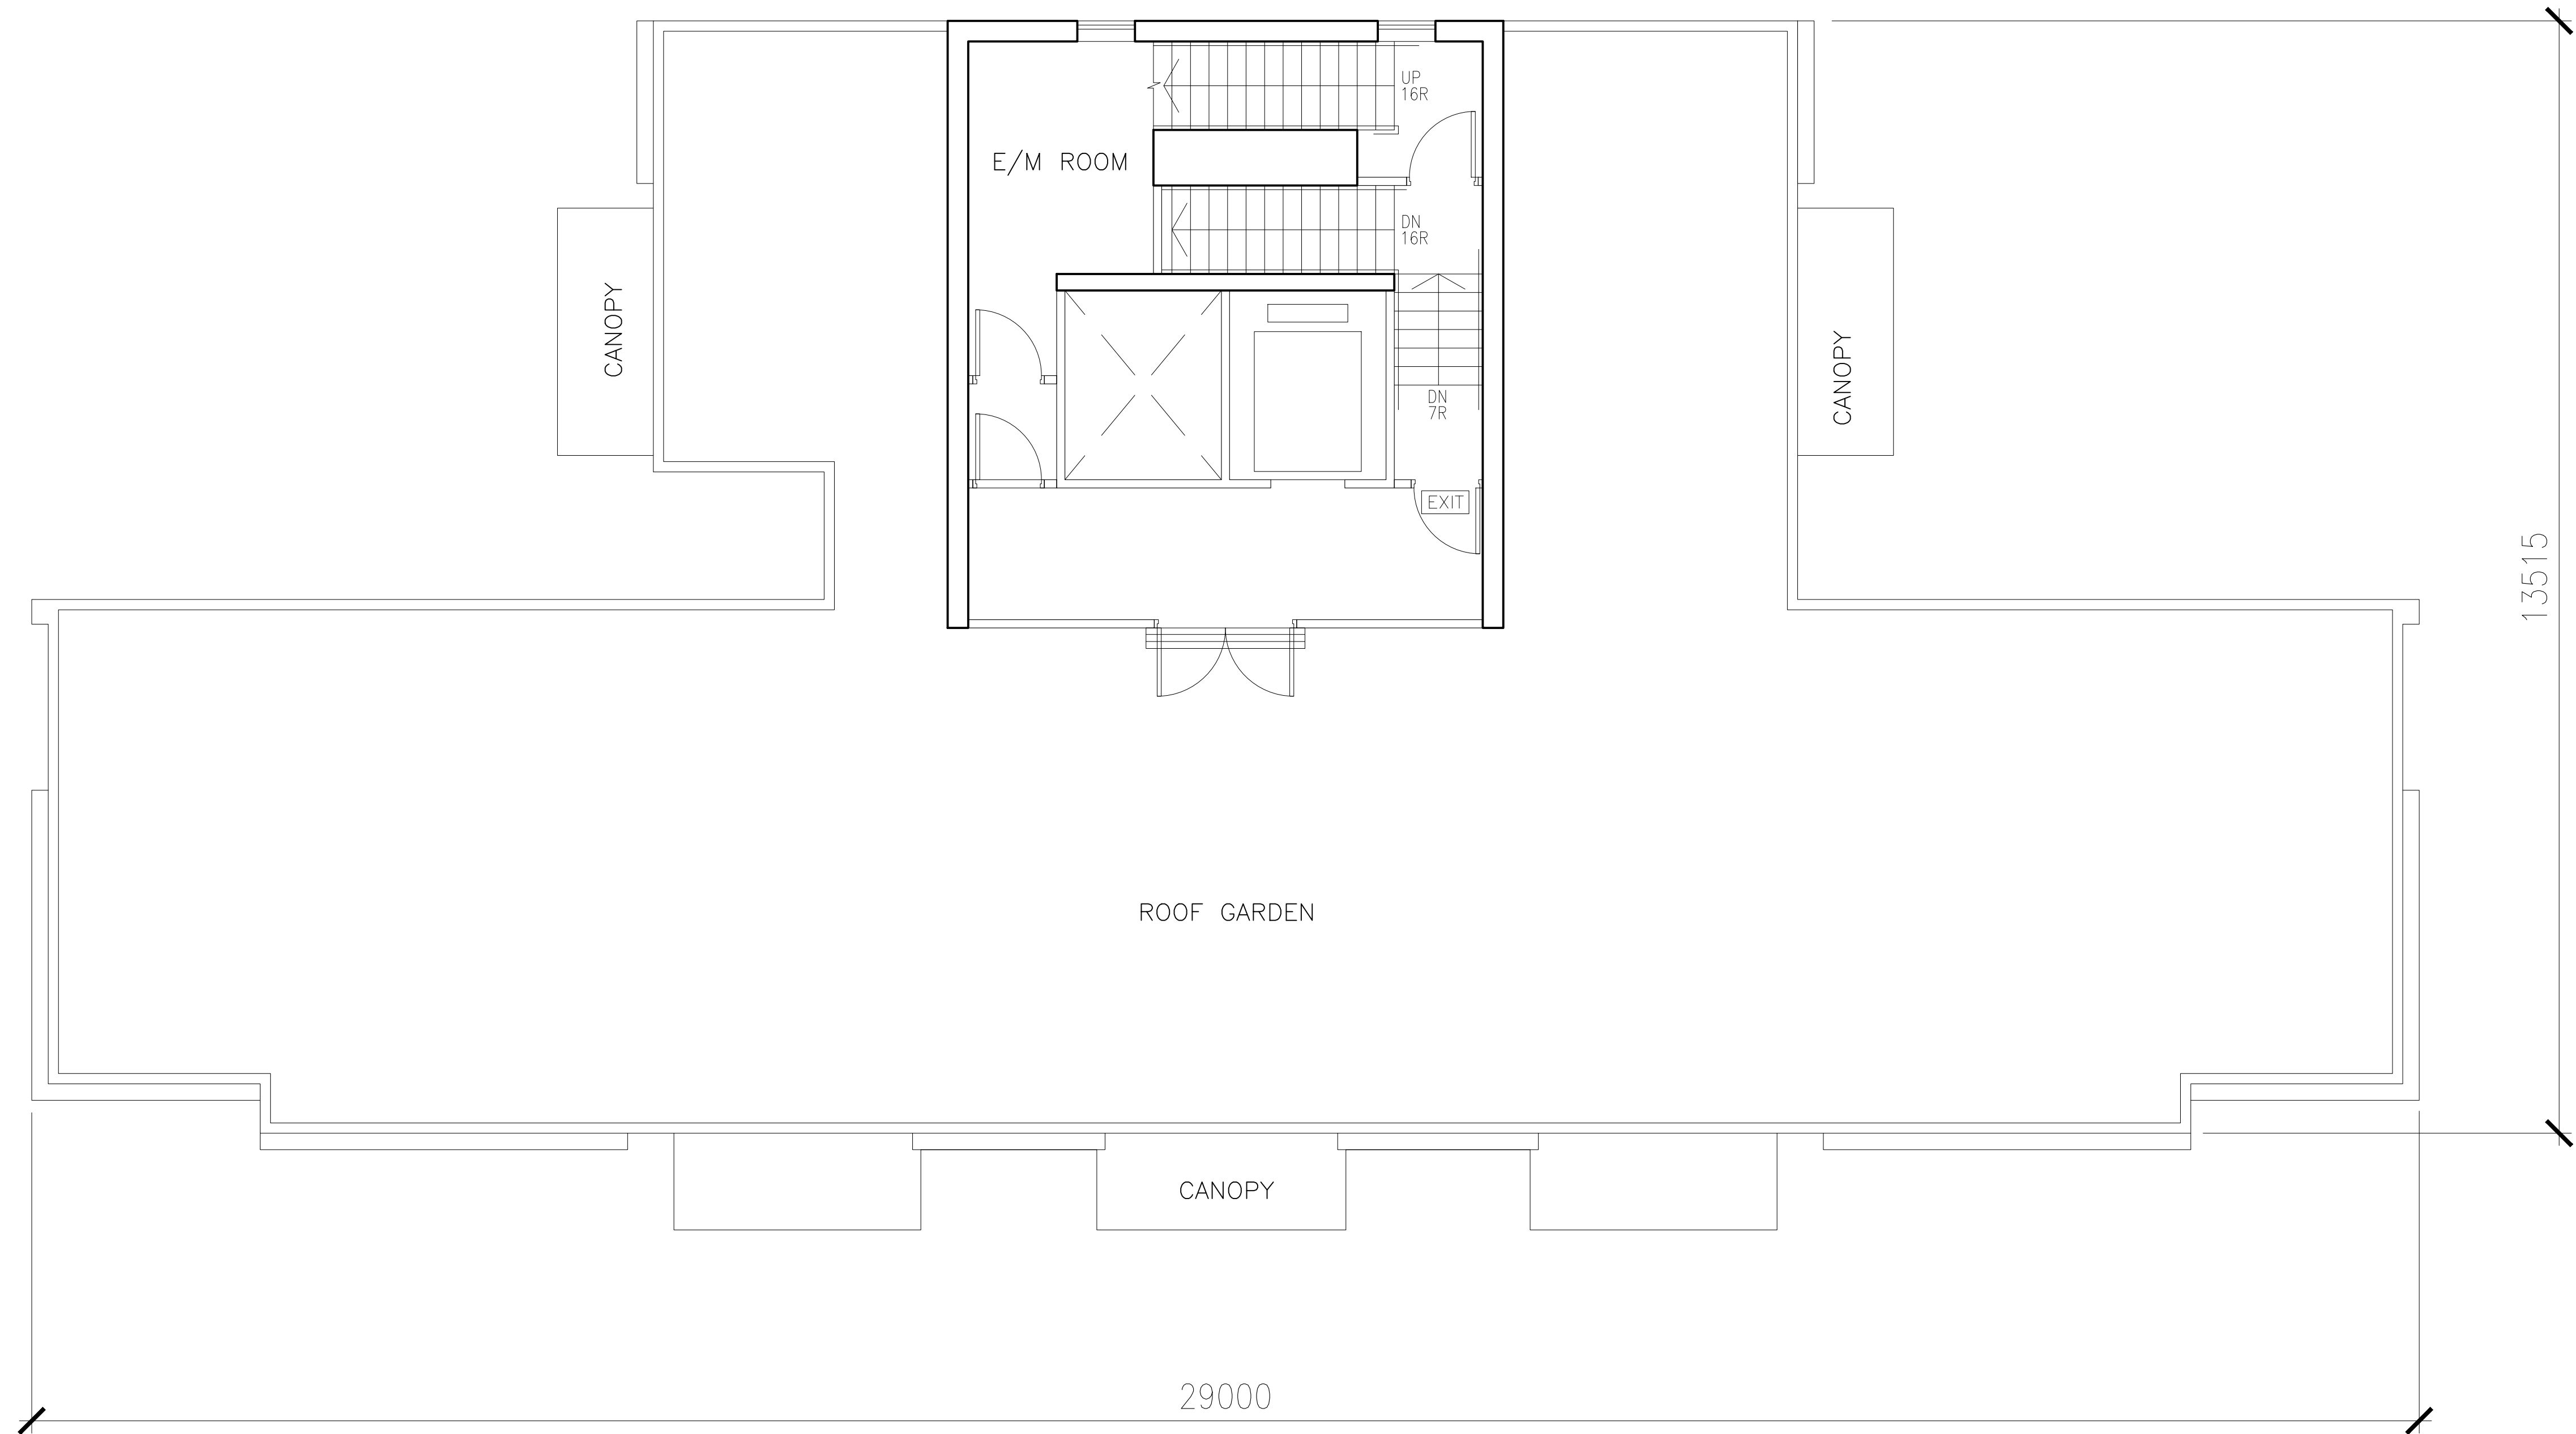 UP
16R
E/M ROOM
DN
16R
CANOPY
CANOPY
DN
7R
EXIT
13515
ROOF GARDEN
CANOPY
29000